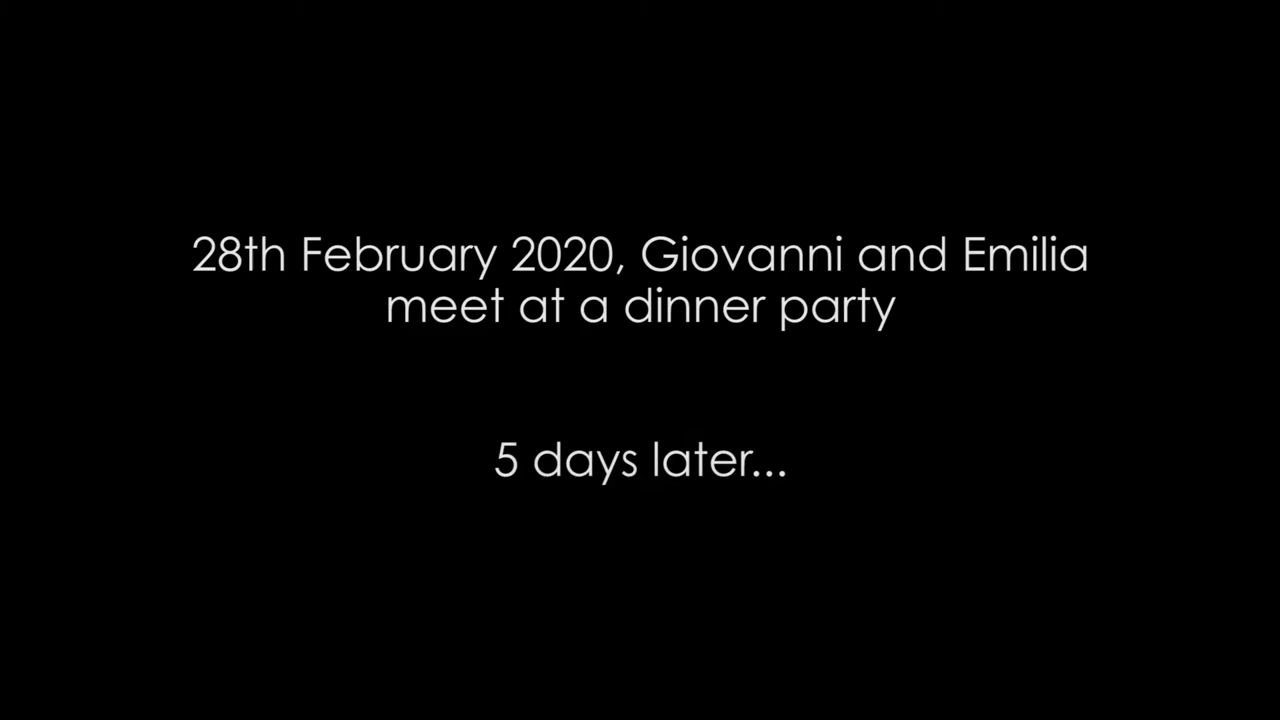 28th February 2020, Giovanni and Emilia
meet at a dinner party
5 days later...